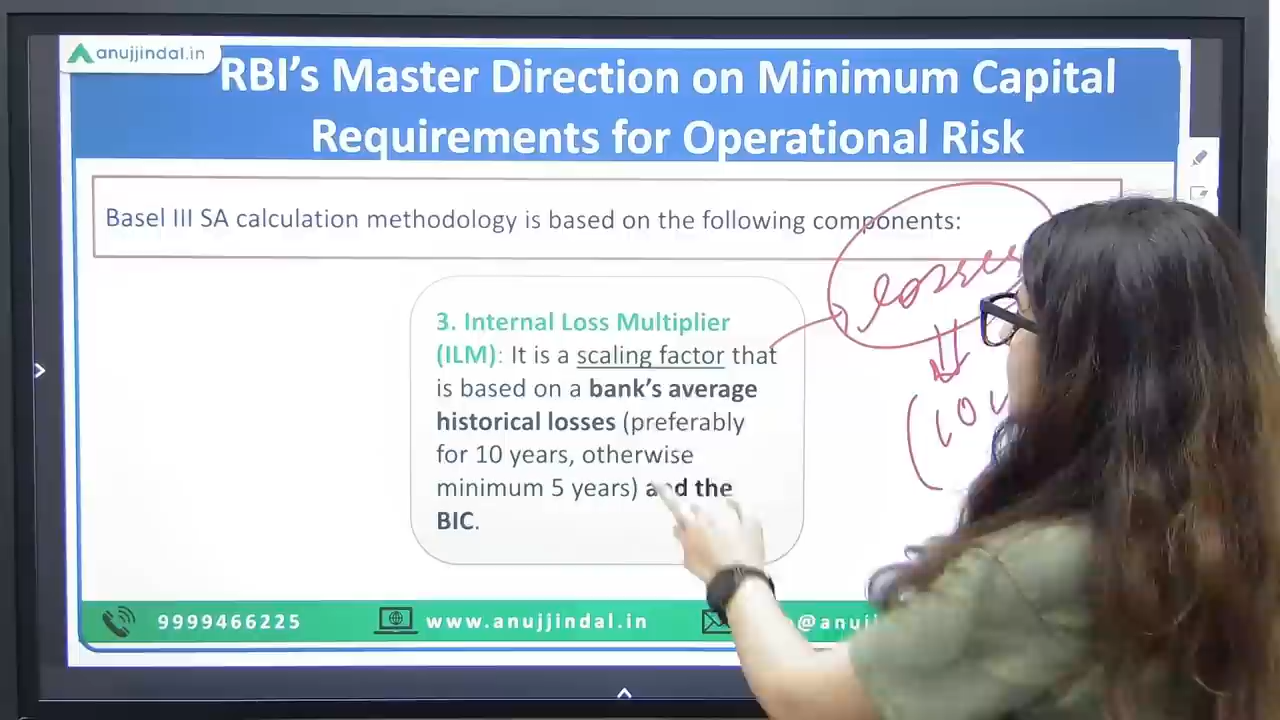 anujjindal.in
RBI's Master Direction on Minimum Capital
Requirements for Operational Risk
Basel III SA calculation methodology is based on the following components:
losses
3. Internal Loss Multiplier
(ILM): It is a scaling factor that
is based on a bank's average
historical losses (preferably
for 10 years, otherwise
minimum 5 years) and the
BIC.
(10
9999466225
www.anujjindal.in